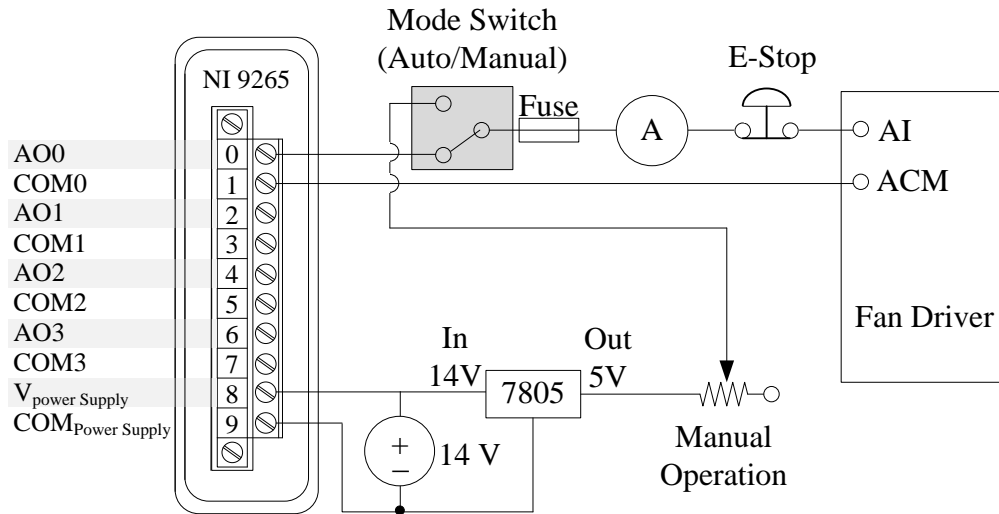 Mode Switch
(Auto/Manual)
E-Stop
NI 9265
Fuse
A
AI
ACM
AO0
COM0
AO1
COM1
AO2
COM2
AO3
COM3
Vpower Supply
COMPower Supply
0
1
2
3
4
5
6
7
8
9
In
14V
Out
5V
7805
+
−
14 V
Manual
Operation
Fan Driver